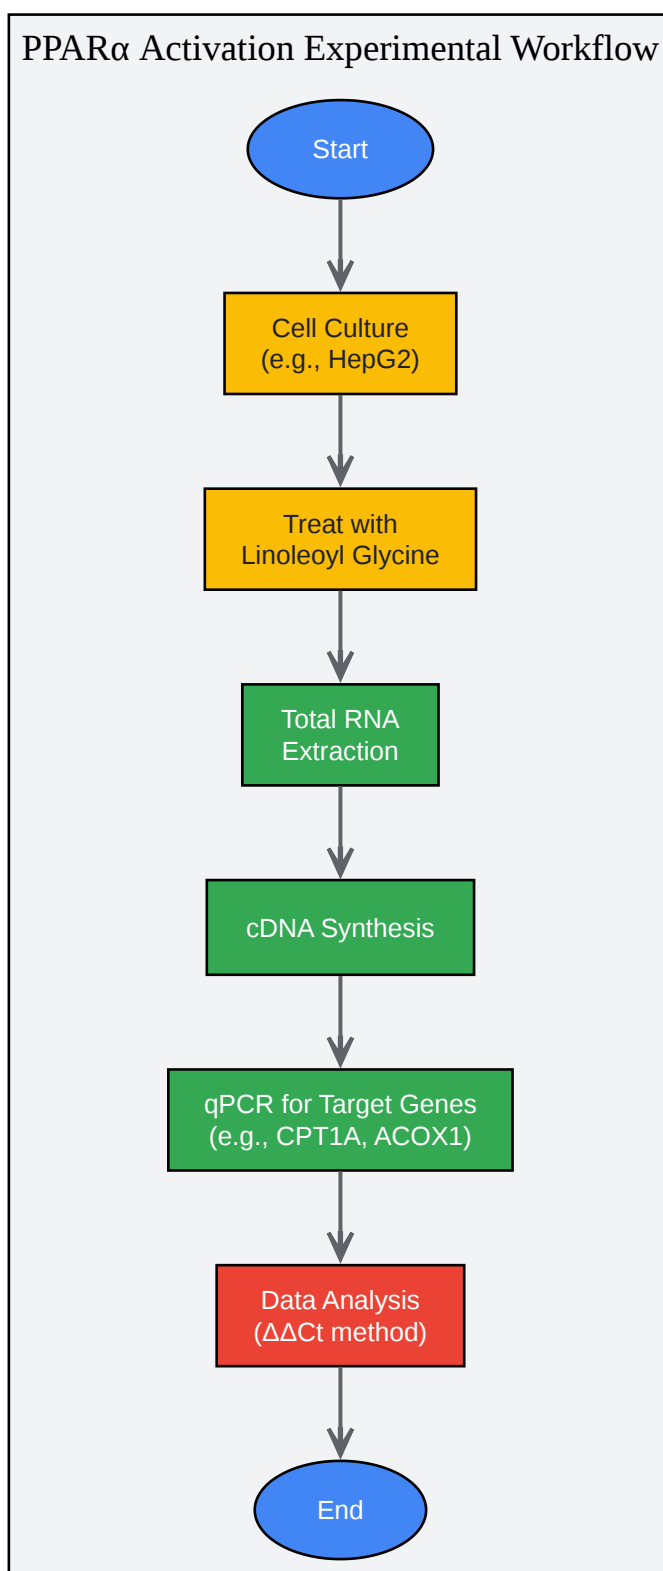 PPARα Activation Experimental Workflow
Start
Cell Culture
(e.g., HepG2)
Treat with
Linoleoyl Glycine
Total RNA
Extraction
cDNA Synthesis
qPCR for Target Genes
(e.g., CPT1A, ACOX1)
Data Analysis
(ΔΔCt method)
End